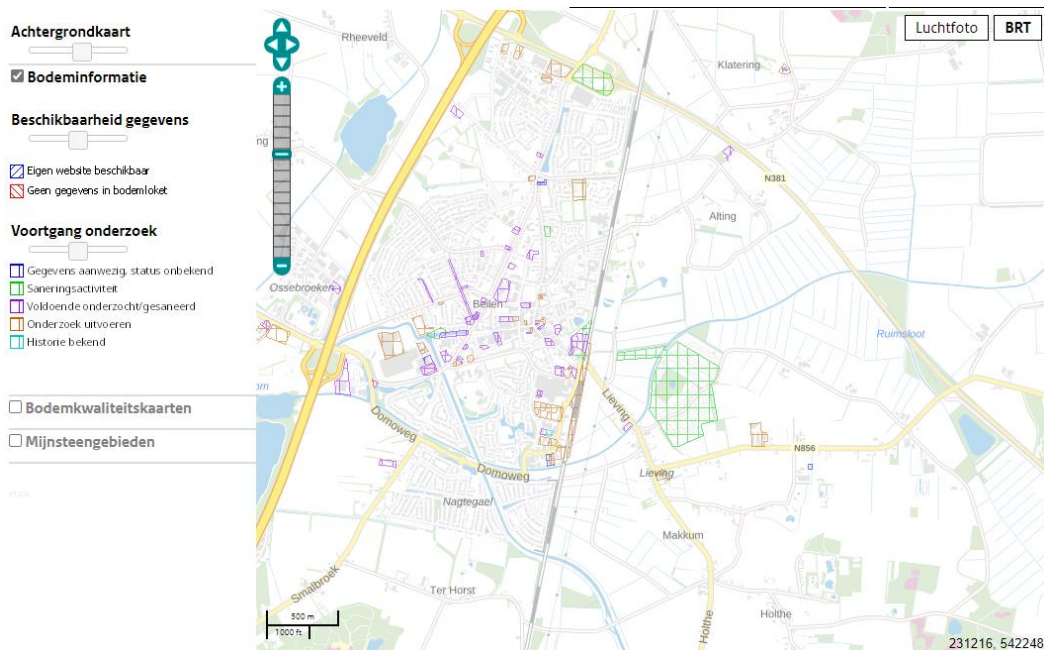 Achtergrondkaart
Bodeminformatie
Beschikbaarheid gegevens
Eigen website beschikbaar
Geen gegevens in bodemloket
Voortgang onderzoek
Gegevens aanwezig, status onbekend
Saneringsactiviteit
Voldoende onderzocht/gesaneerd
Onderzoek uitvoeren
Historie bekend
Bodemkwaliteitskaarten
Mijnsteengebieden
Luchtfoto
BRT
Rheeveld
Klatering
N381
Alting
Ossebroeken
Beilen
Ruimsloot
Lieving
Domoweg
Domoweg
N856
Lieving
Nagtegael
Makkum
Smalbroek
Ter Horst
Holthe
Holthe
500 m
1000 ft
231216, 542248